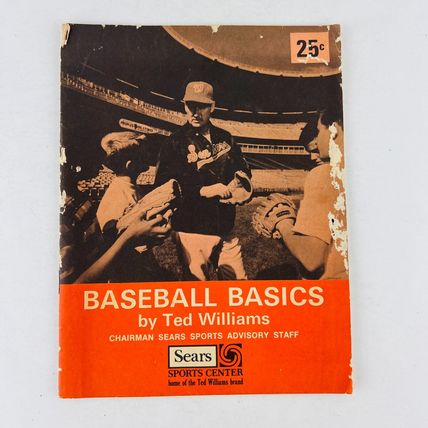 25¢
W
BASEBALL BASICS
by Ted Williams
CHAIRMAN SEARS SPORTS ADVISORY STAFF
Sears
SPORTS CENTER
home of the Ted Williams brand